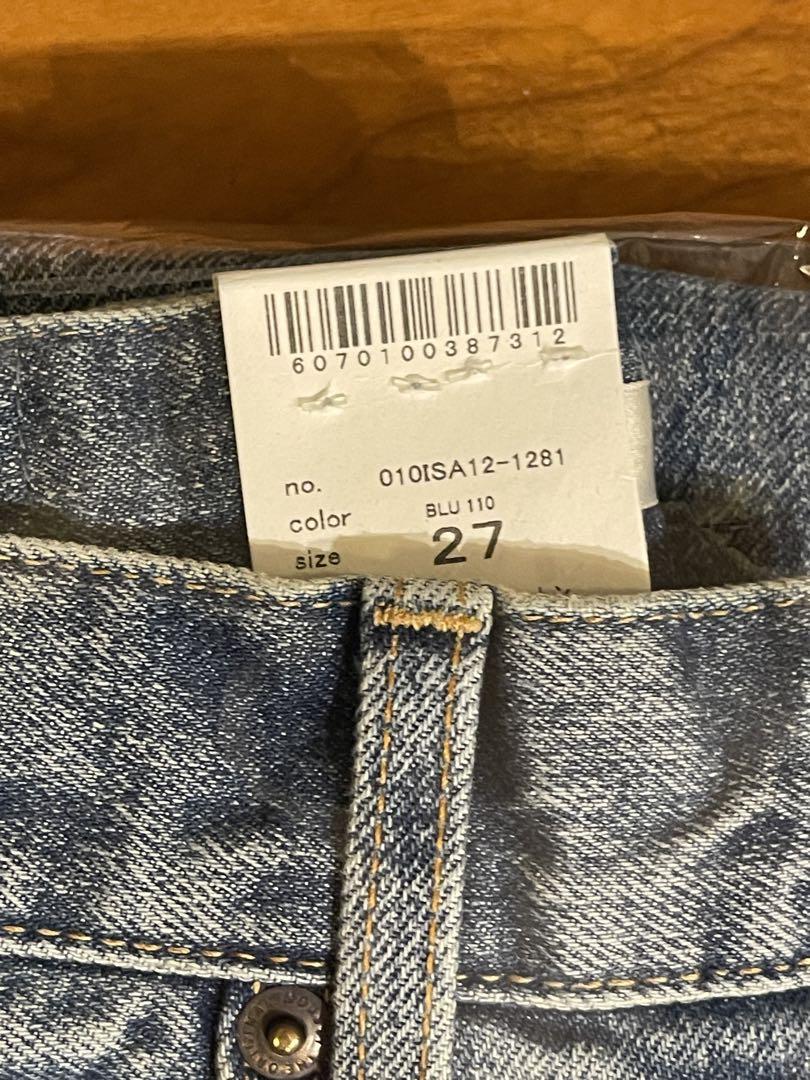 6070100387312
no. 010ISA12-1281
color BLU 110
size 27